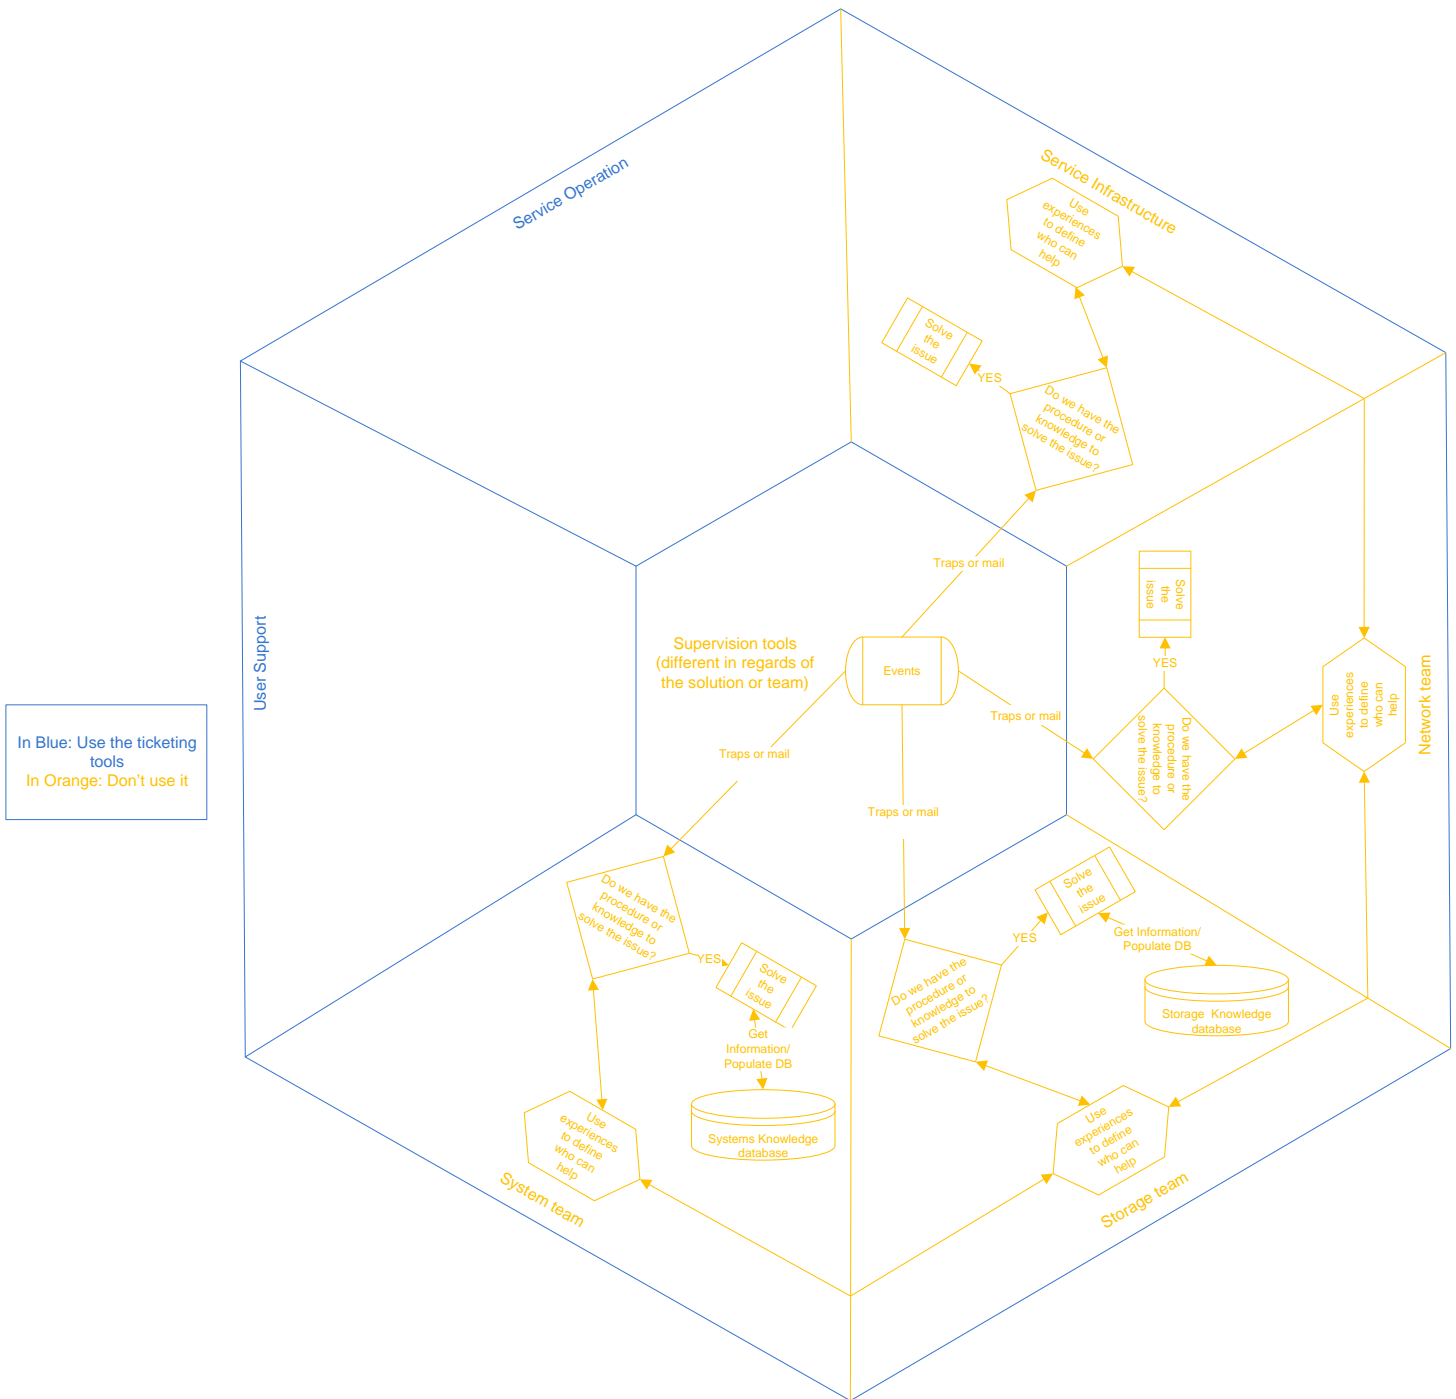 Service Operation
Service Infrastructure
Use
experiences
to define
who can
help
Solve
the
issue
YES
Do we have the
procedure or
knowledge to
solve the issue?
Traps or mail
Solve
the
issue
YES
User Support
Supervision tools
(different in regards of
the solution or team)
Events
Traps or mail
Traps or mail
Do we have the
procedure or
knowledge to
solve the issue?
Use
experiences
to define
who can
help
Network team
In Blue: Use the ticketing
tools
In Orange: Don't use it
Traps or mail
Do we have the
procedure or
knowledge to
solve the issue?
YES
Solve
the
issue
Get
Information/
Populate DB
Systems Knowledge
database
Use
experiences
to define
who can
help
System team
Solve
the
issue
YES
Get Information/
Populate DB
Do we have the
procedure or
knowledge to
solve the issue?
Storage  Knowledge
database
Use
experiences
to define
who can
help
Storage team